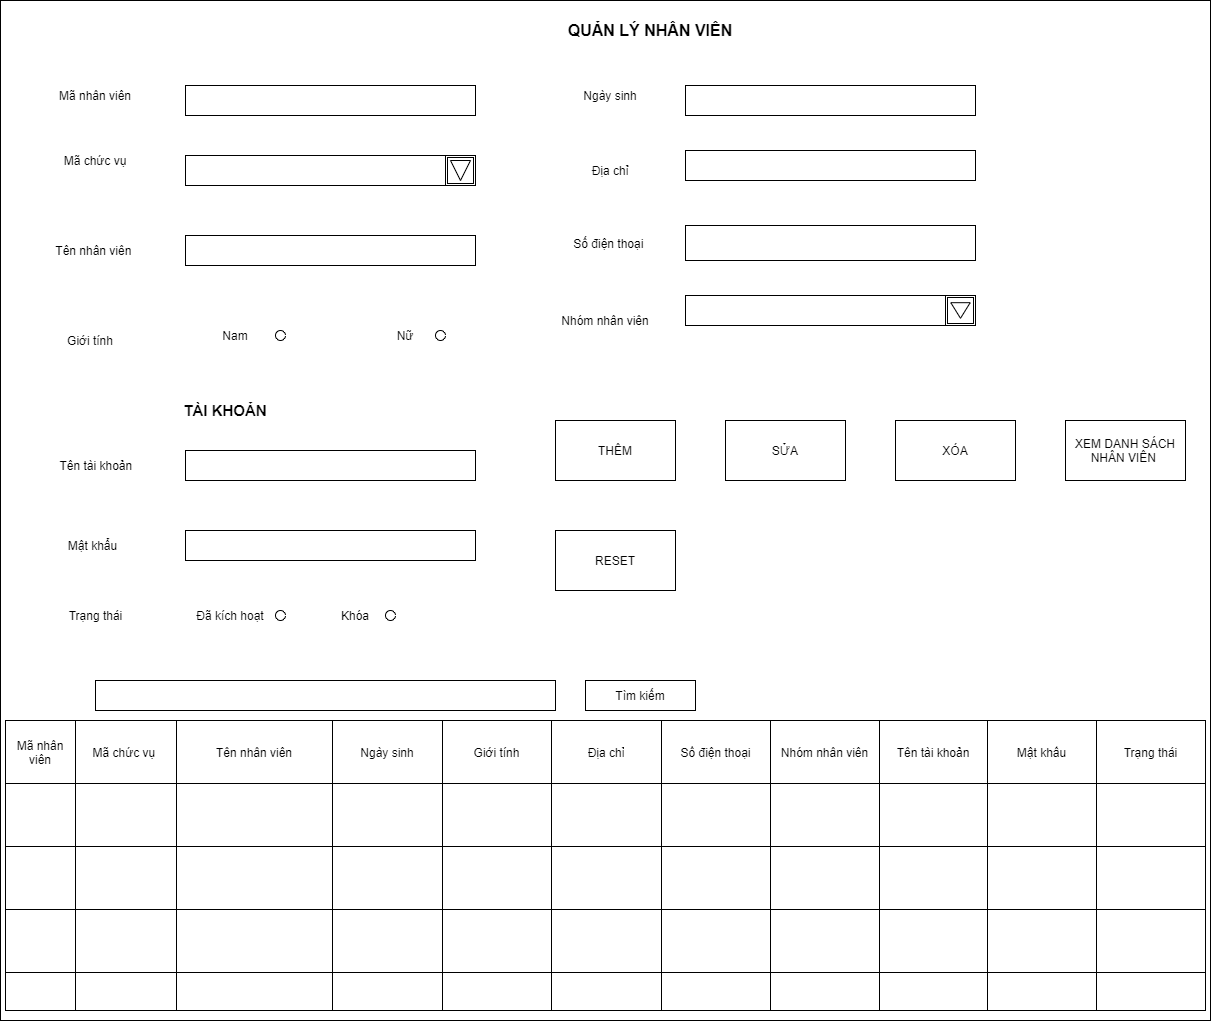 QUẢN LÝ NHÂN VIÊN
Mã nhân viên
Ngày sinh
Mã chức vụ
Địa chỉ
Tên nhân viên
Số điện thoại
Giới tính
Nam
Nữ
Nhóm nhân viên
TÀI KHOẢN
Tên tài khoản
THÊM
SỬA
XÓA
XEM DANH SÁCH
NHÂN VIÊN
Mật khẩu
RESET
Trạng thái
Đã kích hoạt
Khóa
Tìm kiếm
Mã nhân
viên
Mã chức vụ
Tên nhân viên
Ngày sinh
Giới tính
Địa chỉ
Số điện thoại
Nhóm nhân viên
Tên tài khoản
Mật khẩu
Trạng thái